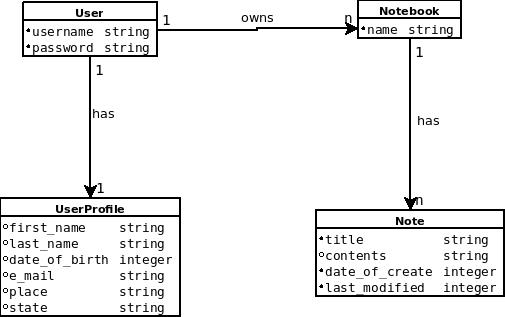 User
username string
password string
1
owns
n
Notebook
name string
1
has
1
1
has
n
UserProfile
first_name string
last_name string
date_of_birth integer
e_mail string
place string
state string
Note
title string
contents string
date_of_create integer
last_modified integer